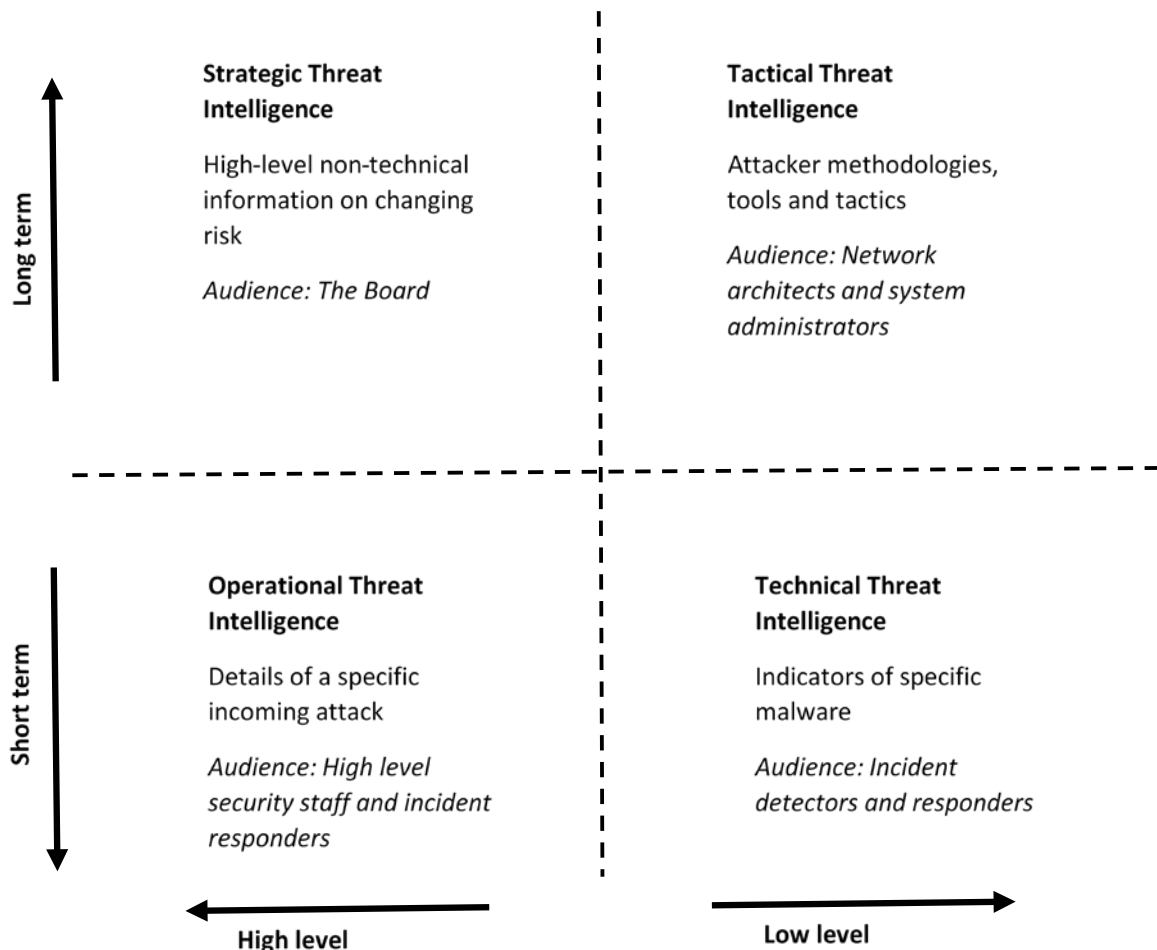 Strategic Threat
Intelligence
High-level non-technical
information on changing
risk
Audience: The Board
Tactical Threat
Intelligence
Attacker methodologies,
tools and tactics
Audience: Network
architects and system
administrators
Long term
Operational Threat
Intelligence
Details of a specific
incoming attack
Audience: High level
security staff and incident
responders
Technical Threat
Intelligence
Indicators of specific
malware
Audience: Incident
detectors and responders
Short term
High level
Low level